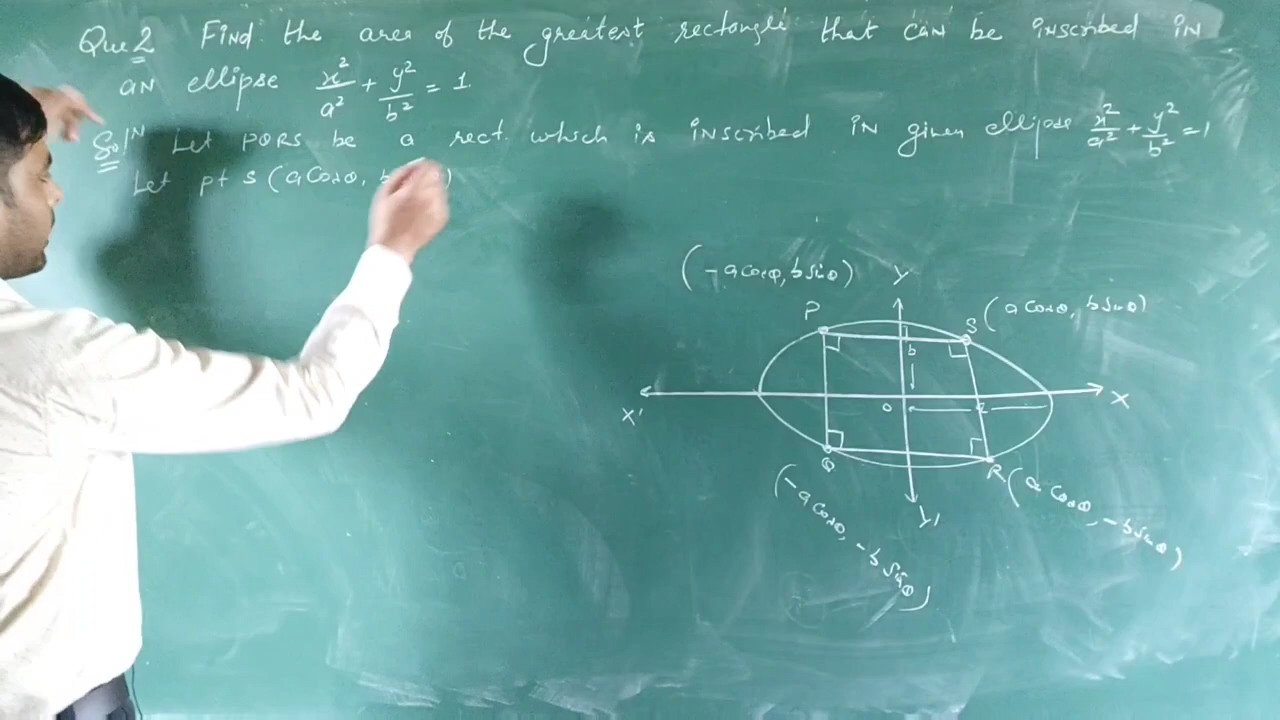 Que 2 Find the area of the greatest rectangle that can be inscribed in
an ellipse x²/a² + y²/b² = 1.
Solⁿ Let PQRS be a rect. which is inscribed in given ellipse x²/a² + y²/b² = 1
Let pt S (a Cosθ, b )
(-a cosθ, b sinθ)
Y
P
S (a Cosθ, b Sinθ)
b
X'
O
a
X
Q
R (a Cosθ, -b sinθ)
Y'
(-a Cosθ, -b sinθ)